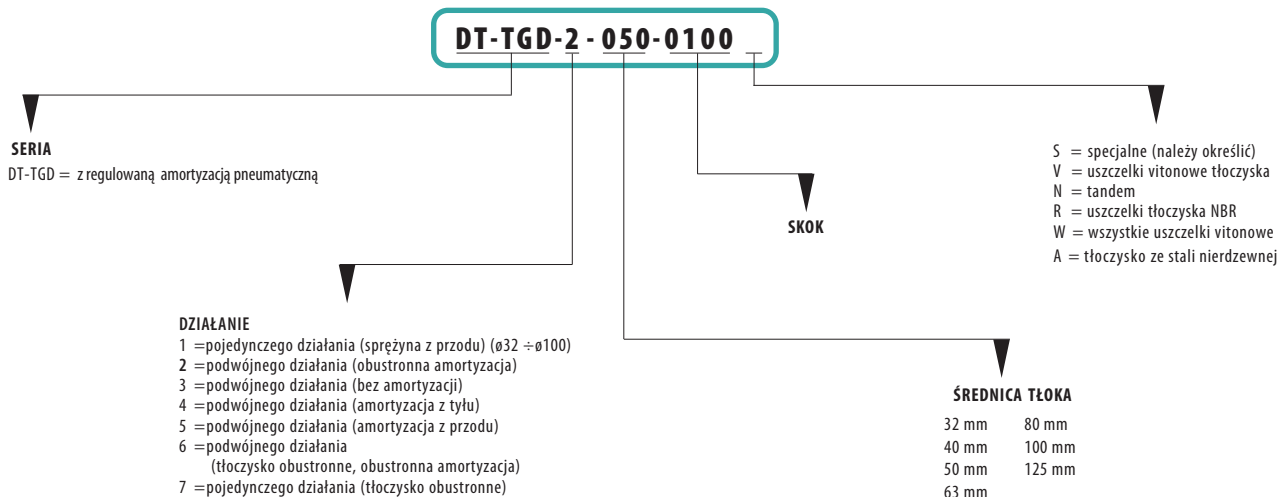 DT-TGD-2-050-0100 _
SERIA
DT-TGD = z regulowaną amortyzacją pneumatyczną
S = specjalne (należy określić)
V = uszczelki vitonowe tłoczyska
N = tandem
R = uszczelki tłoczyska NBR
W = wszystkie uszczelki vitonowe
A = tłoczysko ze stali nierdzewnej
SKOK
DZIAŁANIE
1 =pojedynczego działania (sprężyna z przodu) (ø32 ÷ø100)
2 =podwójnego działania (obustronna amortyzacja)
3 =podwójnego działania (bez amortyzacji)
4 =podwójnego działania (amortyzacja z tyłu)
5 =podwójnego działania (amortyzacja z przodu)
6 =podwójnego działania
(tłoczysko obustronne, obustronna amortyzacja)
7 =pojedynczego działania (tłoczysko obustronne)
ŚREDNICA TŁOKA
32 mm 80 mm
40 mm 100 mm
50 mm 125 mm
63 mm